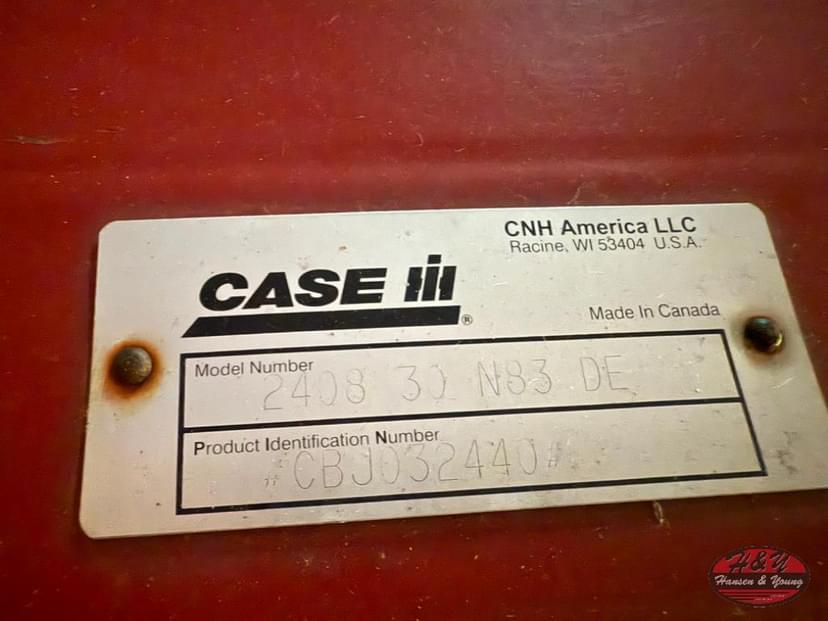 CNH America LLC
Racine, WI 53404 U.S.A.
CASE IH
®
Made In Canada
Model Number
2408 30 N83 DE
Product Identification Number
#CBJ032440#
H&Y
Hansen & Young